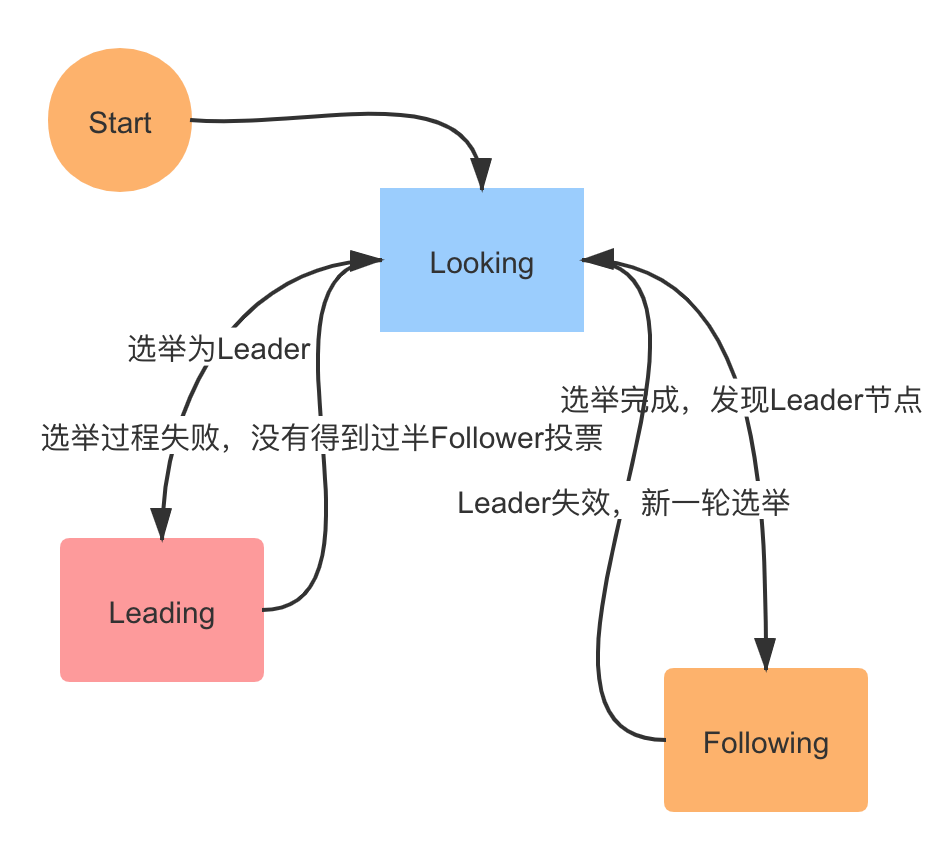 Start
Looking
选举为Leader
选举完成，发现Leader节点
选举过程失败，没有得到过半Follower投票
Leader失效，新一轮选举
Leading
Following